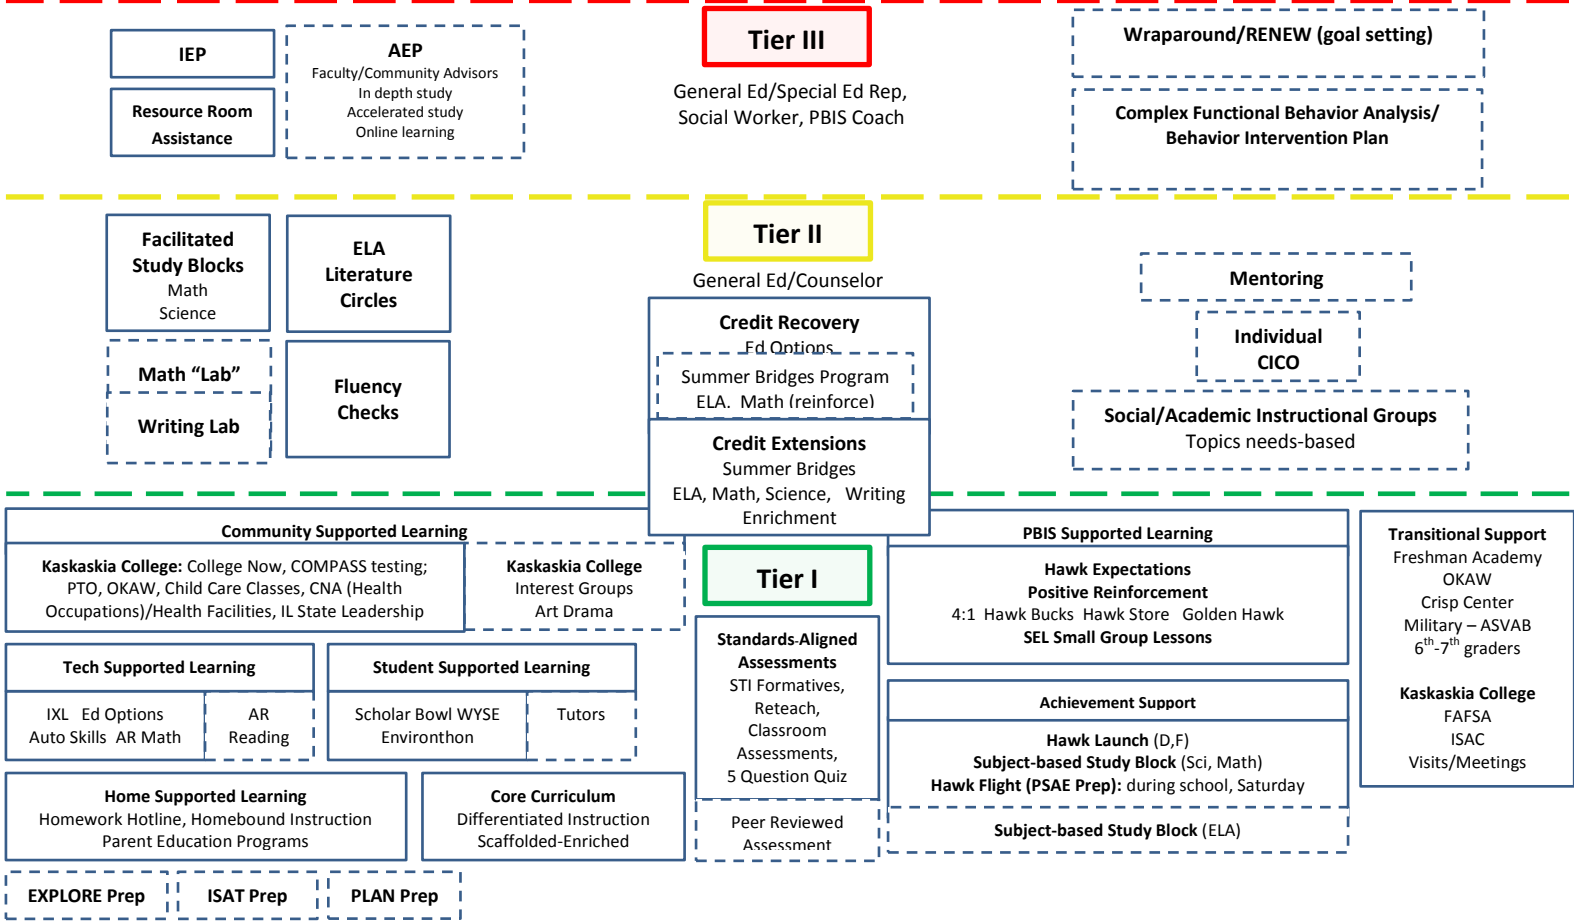 IEP
Resource Room
Assistance
AEP
Faculty/Community Advisors
In depth study
Accelerated study
Online learning
Tier III
General Ed/Special Ed Rep,
Social Worker, PBIS Coach
Wraparound/RENEW (goal setting)
Complex Functional Behavior Analysis/
Behavior Intervention Plan
Facilitated
Study Blocks
Math
Science
ELA
Literature
Circles
Math “Lab”
Writing Lab
Fluency
Checks
Tier II
General Ed/Counselor
Credit Recovery
Ed Options
Summer Bridges Program
ELA, Math (reinforce)
Credit Extensions
Summer Bridges
ELA, Math, Science, Writing
Enrichment
Mentoring
Individual
CICO
Social/Academic Instructional Groups
Topics needs-based
Community Supported Learning
Kaskaskia College: College Now, COMPASS testing;
PTO, OKAW, Child Care Classes, CNA (Health
Occupations)/Health Facilities, IL State Leadership
Kaskaskia College
Interest Groups
Art Drama
Tech Supported Learning
IXL Ed Options
Auto Skills AR Math
AR
Reading
Student Supported Learning
Scholar Bowl WYSE
Environthon
Tutors
Home Supported Learning
Homework Hotline, Homebound Instruction
Parent Education Programs
Core Curriculum
Differentiated Instruction
Scaffolded-Enriched
EXPLORE Prep
ISAT Prep
PLAN Prep
Tier I
Standards-Aligned
Assessments
STI Formatives,
Reteach,
Classroom
Assessments,
5 Question Quiz
Peer Reviewed
Assessment
PBIS Supported Learning
Hawk Expectations
Positive Reinforcement
4:1 Hawk Bucks Hawk Store Golden Hawk
SEL Small Group Lessons
Achievement Support
Hawk Launch (D,F)
Subject-based Study Block (Sci, Math)
Hawk Flight (PSAE Prep): during school, Saturday
Subject-based Study Block (ELA)
Transitional Support
Freshman Academy
OKAW
Crisp Center
Military – ASVAB
6th-7th graders
Kaskaskia College
FAFSA
ISAC
Visits/Meetings